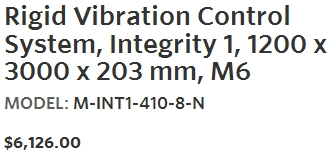 Rigid Vibration Control
System, Integrity 1, 1200 x
3000 x 203 mm, M6
MODEL: M-INT1-410-8-N
$6,126.00